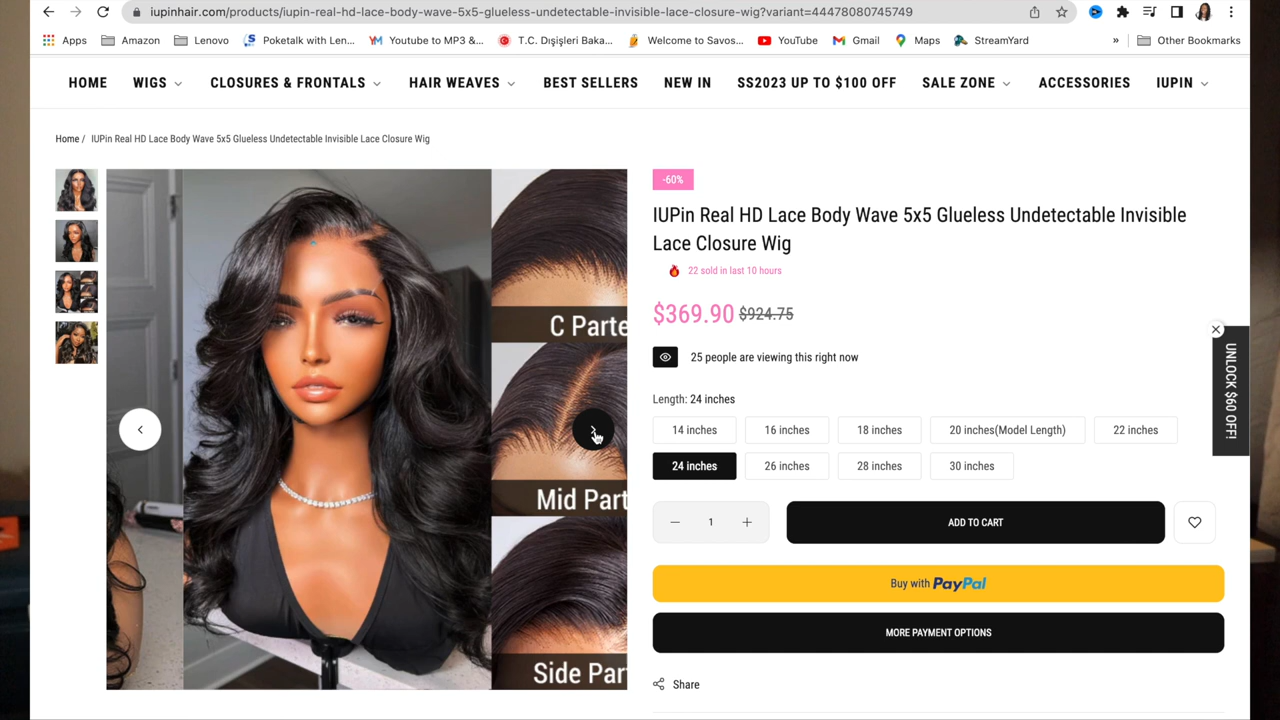 iupinhair.com/products/iupin-real-hd-lace-body-wave-5x5-glueless-undetectable-invisible-lace-closure-wig?variant=44478080745749
Apps Amazon Lenovo Poketalk with Len... Youtube to MP3 &... T.C. Dışişleri Baka... Welcome to Savos... YouTube Gmail Maps StreamYard » Other Bookmarks
HOME WIGS CLOSURES & FRONTALS HAIR WEAVES BEST SELLERS NEW IN SS2023 UP TO $100 OFF SALE ZONE ACCESSORIES IUPIN
Home / IUPin Real HD Lace Body Wave 5x5 Glueless Undetectable Invisible Lace Closure Wig
C Parte
Mid Part
Side Par
-60%
IUPin Real HD Lace Body Wave 5x5 Glueless Undetectable Invisible
Lace Closure Wig
22 sold in last 10 hours
$369.90 $924.75
25 people are viewing this right now
Length: 24 inches
14 inches 16 inches 18 inches 20 inches(Model Length) 22 inches
24 inches 26 inches 28 inches 30 inches
1 ADD TO CART
Buy with PayPal
MORE PAYMENT OPTIONS
Share
UNLOCK $60 OFF!